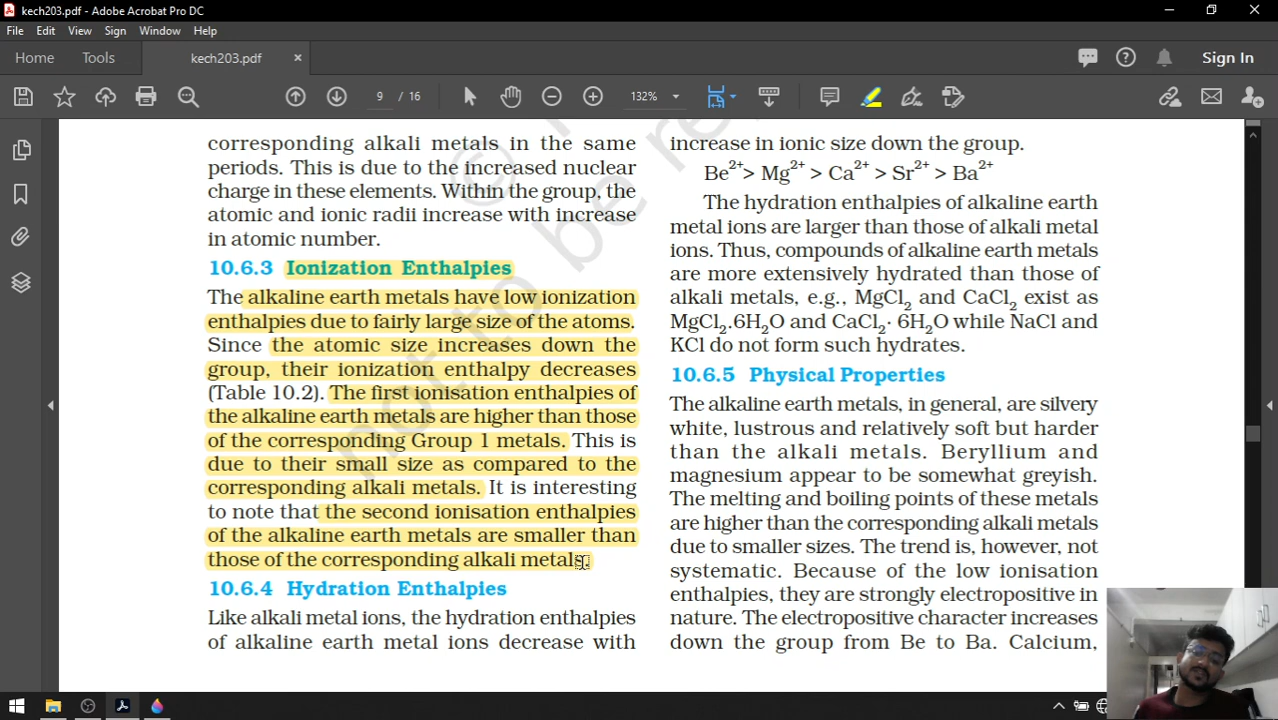 kech203.pdf - Adobe Acrobat Pro DC
File Edit View Sign Window Help
Home Tools kech203.pdf × Sign In
9 / 16 132%
corresponding alkali metals in the same
periods. This is due to the increased nuclear
charge in these elements. Within the group, the
atomic and ionic radii increase with increase
in atomic number.
10.6.3 Ionization Enthalpies
The alkaline earth metals have low ionization
enthalpies due to fairly large size of the atoms.
Since the atomic size increases down the
group, their ionization enthalpy decreases
(Table 10.2). The first ionisation enthalpies of
the alkaline earth metals are higher than those
of the corresponding Group 1 metals. This is
due to their small size as compared to the
corresponding alkali metals. It is interesting
to note that the second ionisation enthalpies
of the alkaline earth metals are smaller than
those of the corresponding alkali metals.
10.6.4 Hydration Enthalpies
Like alkali metal ions, the hydration enthalpies
of alkaline earth metal ions decrease with
increase in ionic size down the group.
Be²⁺> Mg²⁺ > Ca²⁺ > Sr²⁺ > Ba²⁺
The hydration enthalpies of alkaline earth
metal ions are larger than those of alkali metal
ions. Thus, compounds of alkaline earth metals
are more extensively hydrated than those of
alkali metals, e.g., MgCl₂ and CaCl₂ exist as
MgCl₂.6H₂O and CaCl₂· 6H₂O while NaCl and
KCl do not form such hydrates.
10.6.5 Physical Properties
The alkaline earth metals, in general, are silvery
white, lustrous and relatively soft but harder
than the alkali metals. Beryllium and
magnesium appear to be somewhat greyish.
The melting and boiling points of these metals
are higher than the corresponding alkali metals
due to smaller sizes. The trend is, however, not
systematic. Because of the low ionisation
enthalpies, they are strongly electropositive in
nature. The electropositive character increases
down the group from Be to Ba. Calcium,
© 
not to be re